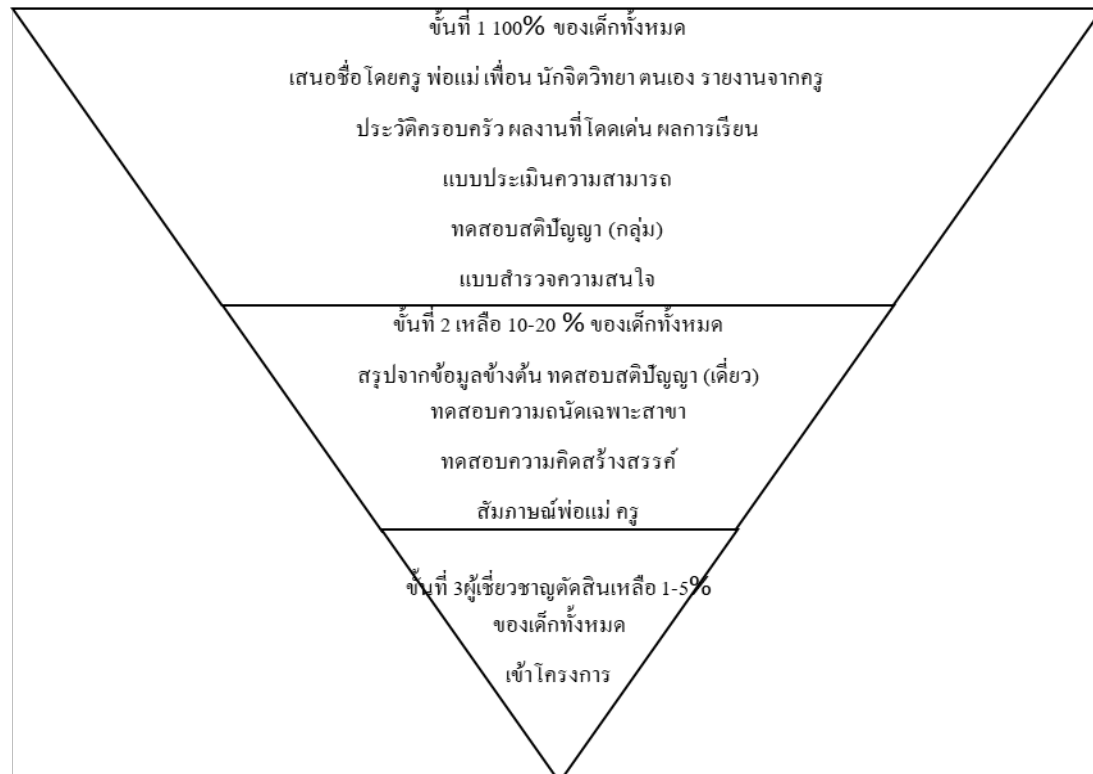 ขั้นที่ 1 100% ของเด็กทั้งหมด
เสนอชื่อโดยครู พ่อแม่ เพื่อน นักจิตวิทยา ตนเอง รายงานจากครู
ประวัติครอบครัว ผลงานที่โดดเด่น ผลการเรียน
แบบประเมินความสามารถ
ทดสอบสติปัญญา (กลุ่ม)
แบบสำรวจความสนใจ
ขั้นที่ 2 เหลือ 10-20 % ของเด็กทั้งหมด
สรุปจากข้อมูลข้างต้น ทดสอบสติปัญญา (เดี่ยว)
ทดสอบความถนัดเฉพาะสาขา
ทดสอบความคิดสร้างสรรค์
สัมภาษณ์พ่อแม่ ครู
ขั้นที่ 3ผู้เชี่ยวชาญตัดสินเหลือ 1-5%
ของเด็กทั้งหมด
เข้าโครงการ